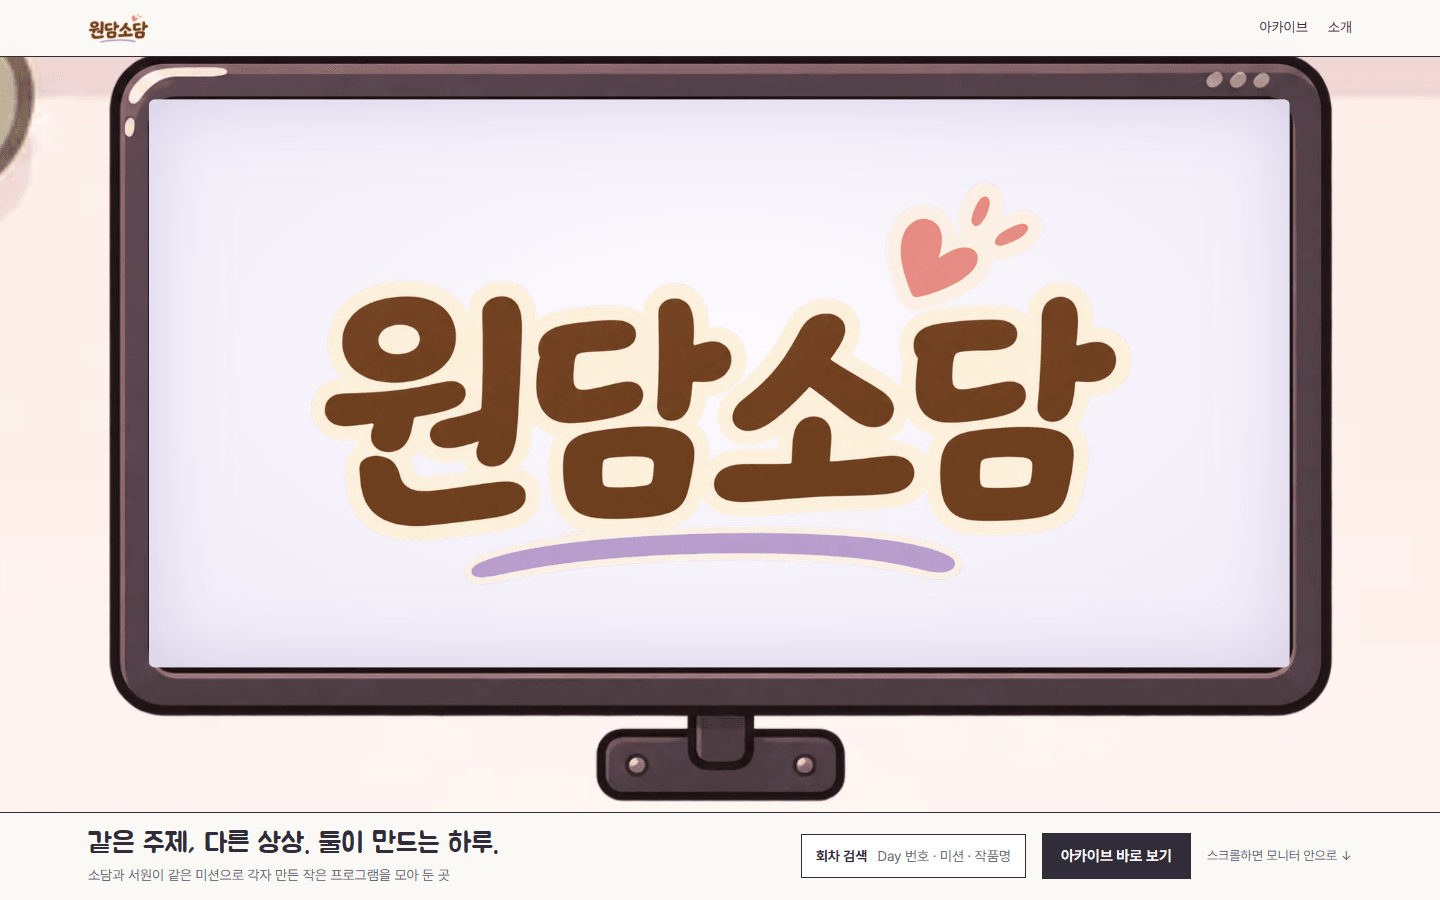 원담소담
아카이브 소개
원담소담
같은 주제, 다른 상상. 둘이 만드는 하루.
소담과 서원이 같은 미션으로 각자 만든 작은 프로그램을 모아 둔 곳
회차 검색 Day 번호 · 미션 · 작품명
아카이브 바로 보기
스크롤하면 모니터 안으로 ↓